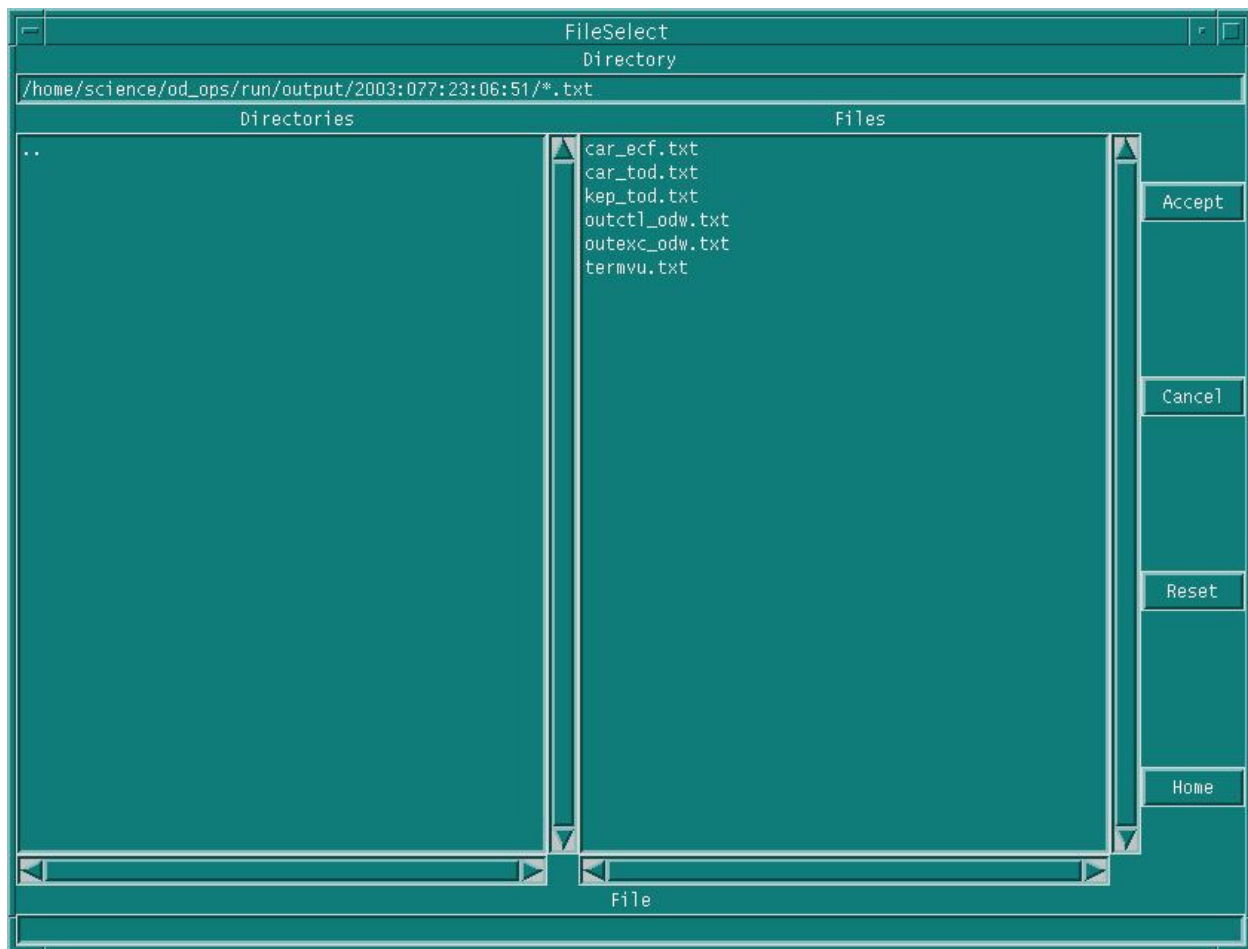 FileSelect
Directory
/home/science/od_ops/run/output/2003:077:23:06:51/*.txt
Directories
Files
..
car_ecf.txt
car_tod.txt
kep_tod.txt
outctl_odw.txt
outexc_odw.txt
termvu.txt
Accept
Cancel
Reset
Home
File